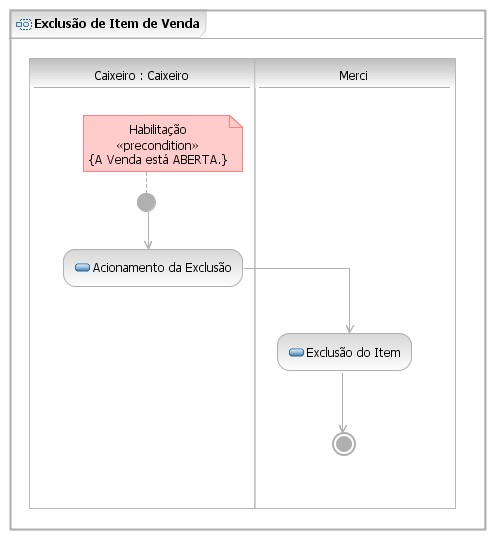 Exclusão de Item de Venda
Caixeiro : Caixeiro
Merci
Habilitação
«precondition»
{A Venda está ABERTA.}
Acionamento da Exclusão
Exclusão do Item